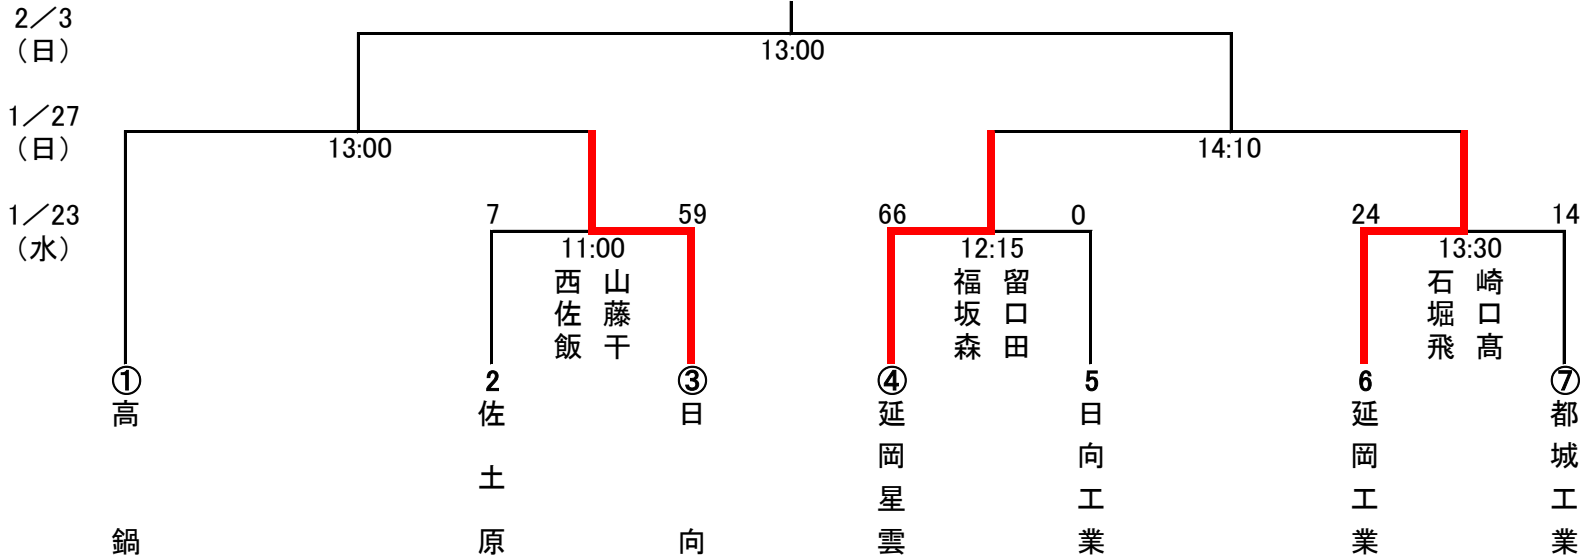 2／3
（日）
13:00
1／27
（日）
13:00
14:10
1／23
（水）
7
59
66
0
24
14
11:00
12:15
13:30
西 山
佐 藤
飯 干
福 留
坂 口
森 田
石 崎
堀 口
飛 髙
① 高鍋
2 佐土原
③ 日向
④ 延岡星雲
5 日向工業
6 延岡工業
⑦ 都城工業